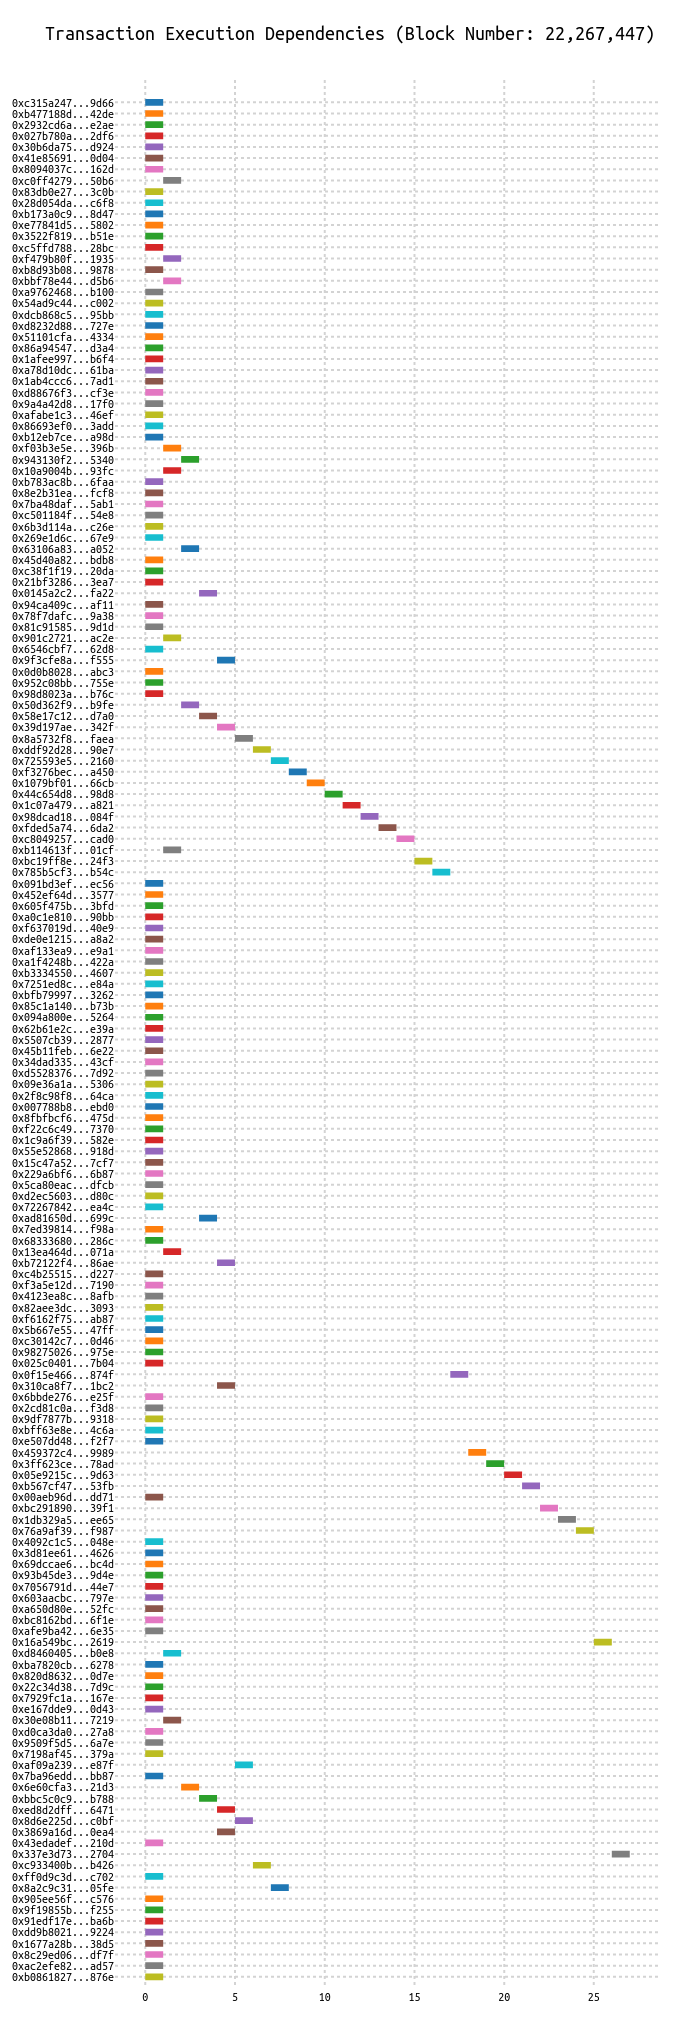 Transaction Execution Dependencies (Block Number: 22,267,447)
0xc315a247...9d66
0xb477188d...42de
0x2932cd6a...e2ae
0x027b780a...2df6
0x30b6da75...d924
0x41e85691...0d04
0x8094037c...162d
0xc0ff4279...50b6
0x83db0e27...3c0b
0x28d054da...c6f8
0xb173a0c9...8d47
0xe77841d5...5802
0x3522f819...b51e
0xc5ffd788...28bc
0xf479b80f...1935
0xb8d93b08...9878
0xbbf78e44...d5b6
0xa9762468...b100
0x54ad9c44...c002
0xdcb868c5...95bb
0xd8232d88...727e
0x51101cfa...4334
0x86a94547...d3a4
0x1afee997...b6f4
0xa78d10dc...61ba
0x1ab4ccc6...7ad1
0xd88676f3...cf3e
0x9a4a42d8...17f0
0xafabe1c3...46ef
0x86693ef0...3add
0xb12eb7ce...a98d
0xf03b3e5e...396b
0x943130f2...5340
0x10a9004b...93fc
0xb783ac8b...6faa
0x8e2b31ea...fcf8
0x7ba48daf...5ab1
0xc501184f...54e8
0x6b3d114a...c26e
0x269e1d6c...67e9
0x63106a83...a052
0x45d40a82...bdb8
0xc38f1f19...20da
0x21bf3286...3ea7
0x0145a2c2...fa22
0x94ca409c...af11
0x78f7dafc...9a38
0x81c91585...9d1d
0x901c2721...ac2e
0x6546cbf7...62d8
0x9f3cfe8a...f555
0x0d0b8028...abc3
0x952c08bb...755e
0x98d8023a...b76c
0x50d362f9...b9fe
0x58e17c12...d7a0
0x39d197ae...342f
0x8a5732f8...faea
0xddf92d28...90e7
0x725593e5...2160
0xf3276bec...a450
0x1079bf01...66cb
0x44c654d8...98d8
0x1c07a479...a821
0x98dcad18...084f
0xfded5a74...6da2
0xc8049257...cad0
0xb114613f...01cf
0xbc19ff8e...24f3
0x785b5cf3...b54c
0x091bd3ef...ec56
0x452ef64d...3577
0x605f475b...3bfd
0xa0c1e810...90bb
0xf637019d...40e9
0xde0e1215...a8a2
0xaf133ea9...e9a1
0xa1f4248b...422a
0xb3334550...4607
0x7251ed8c...e84a
0xbfb79997...3262
0x85c1a140...b73b
0x094a800e...5264
0x62b61e2c...e39a
0x5507cb39...2877
0x45b11feb...6e22
0x34dad335...43cf
0xd5528376...7d92
0x09e36a1a...5306
0x2f8c98f8...64ca
0x007788b8...ebd0
0x8fbfbcf6...475d
0xf22c6c49...7370
0x1c9a6f39...582e
0x55e52868...918d
0x15c47a52...7cf7
0x229a6bf6...6b87
0x5ca80eac...dfcb
0xd2ec5603...d80c
0x72267842...ea4c
0xad81650d...699c
0x7ed39814...f98a
0x68333680...286c
0x13ea464d...071a
0xb72122f4...86ae
0xc4b25515...d227
0xf3a5e12d...7190
0x4123ea8c...8afb
0x82aee3dc...3093
0xf6162f75...ab87
0x5b667e55...47ff
0xc30142c7...0d46
0x98275026...975e
0x025c0401...7b04
0x0f15e466...874f
0x310ca8f7...1bc2
0x6bbde276...e25f
0x2cd81c0a...f3d8
0x9df7877b...9318
0xbff63e8e...4c6a
0xe507dd48...f2f7
0x459372c4...9989
0x3ff623ce...78ad
0x05e9215c...9d63
0xb567cf47...53fb
0x00aeb96d...dd71
0xbc291890...39f1
0x1db329a5...ee65
0x76a9af39...f987
0x4092c1c5...048e
0x3d81ee61...4626
0x69dccae6...bc4d
0x93b45de3...9d4e
0x7056791d...44e7
0x603aacbc...797e
0xa650d80e...52fc
0xbc8162bd...6f1e
0xafe9ba42...6e35
0x16a549bc...2619
0xd8460405...b0e8
0xba7820cb...6278
0x820d8632...0d7e
0x22c34d38...7d9c
0x7929fc1a...167e
0xe167dde9...0d43
0x30e08b11...7219
0xd0ca3da0...27a8
0x9509f5d5...6a7e
0x7198af45...379a
0xaf09a239...e87f
0x7ba96edd...bb87
0x6e60cfa3...21d3
0xbbc5c0c9...b788
0xed8d2dff...6471
0x8d6e225d...c0bf
0x3869a16d...0ea4
0x43edadef...210d
0x337e3d73...2704
0xc933400b...b426
0xff0d9c3d...c702
0x8a2c9c31...05fe
0x905ee56f...c576
0x9f19855b...f255
0x91edf17e...ba6b
0xdd9b8021...9224
0x1677a28b...38d5
0x8c29ed06...df7f
0xac2efe82...ad57
0xb0861827...876e
0 5 10 15 20 25